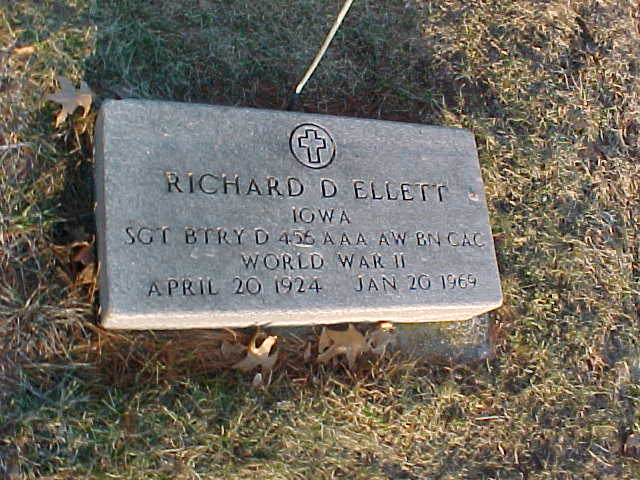 RICHARD D ELLETT
IOWA
SGT BTRY D 456 AAA AW BN CAC
WORLD WAR II
APRIL 20 1924 JAN 20 1969